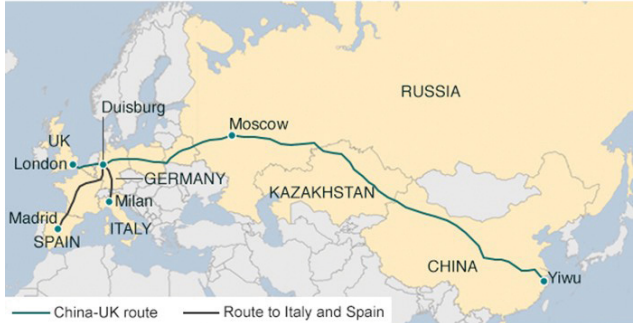 RUSSIA
Duisburg
Moscow
UK
London
GERMANY
KAZAKHSTAN
Milan
Madrid
ITALY
SPAIN
CHINA
Yiwu
China-UK route
Route to Italy and Spain